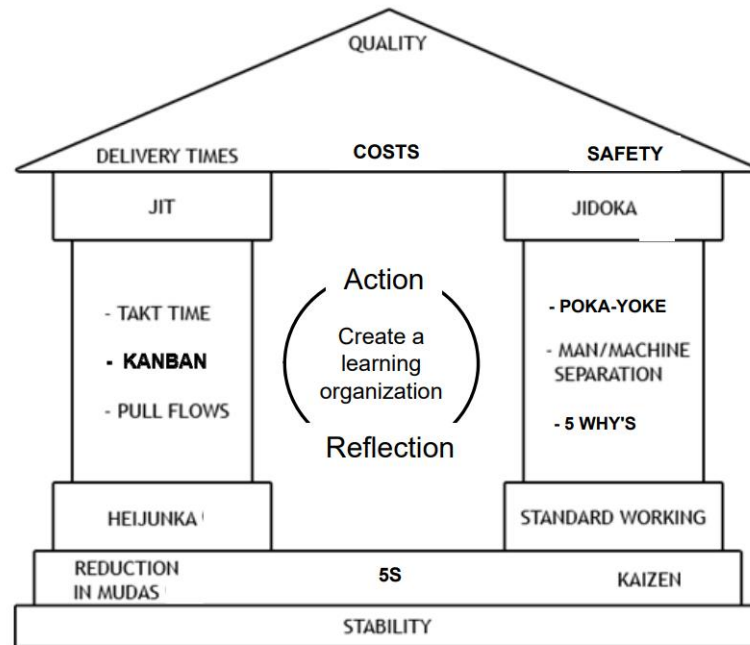 QUALITY
DELIVERY TIMES COSTS SAFETY
JIT JIDOKA
Action
- TAKT TIME
- KANBAN
- PULL FLOWS
Create a
learning
organization
Reflection
- POKA-YOKE
- MAN/MACHINE
SEPARATION
- 5 WHY'S
HEIJUNKA STANDARD WORKING
REDUCTION
IN MUDAS
5S
KAIZEN
STABILITY